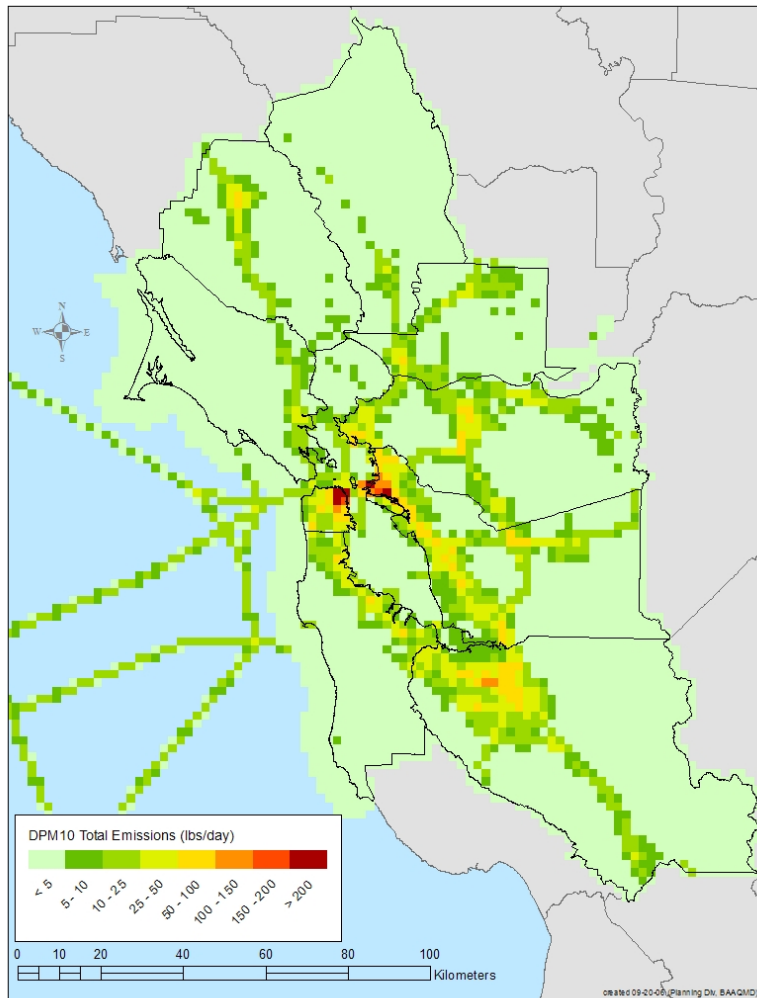 N
W E
S
DPM10 Total Emissions (lbs/day)
< 5
5 - 10
10 - 25
25 - 50
50 - 100
100 - 150
150 - 200
> 200
0 10 20 40 60 80 100
Kilometers
created 09-20-06 (Planning Div, BAAQMD)